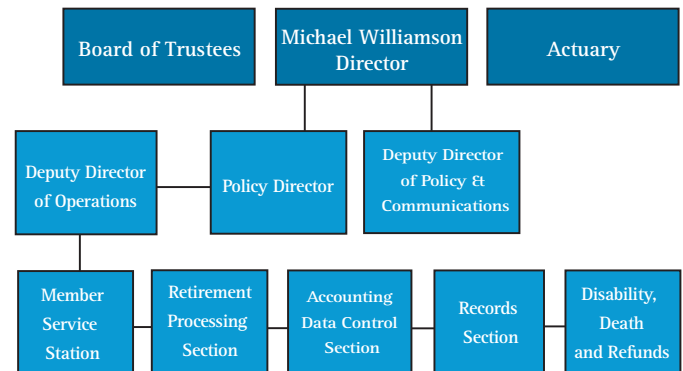 Board of Trustees
Michael Williamson
Director
Actuary
Deputy Director
of Operations
Policy Director
Deputy Director
of Policy &
Communications
Member
Service
Station
Retirement
Processing
Section
Accounting
Data Control
Section
Records
Section
Disability,
Death
and Refunds